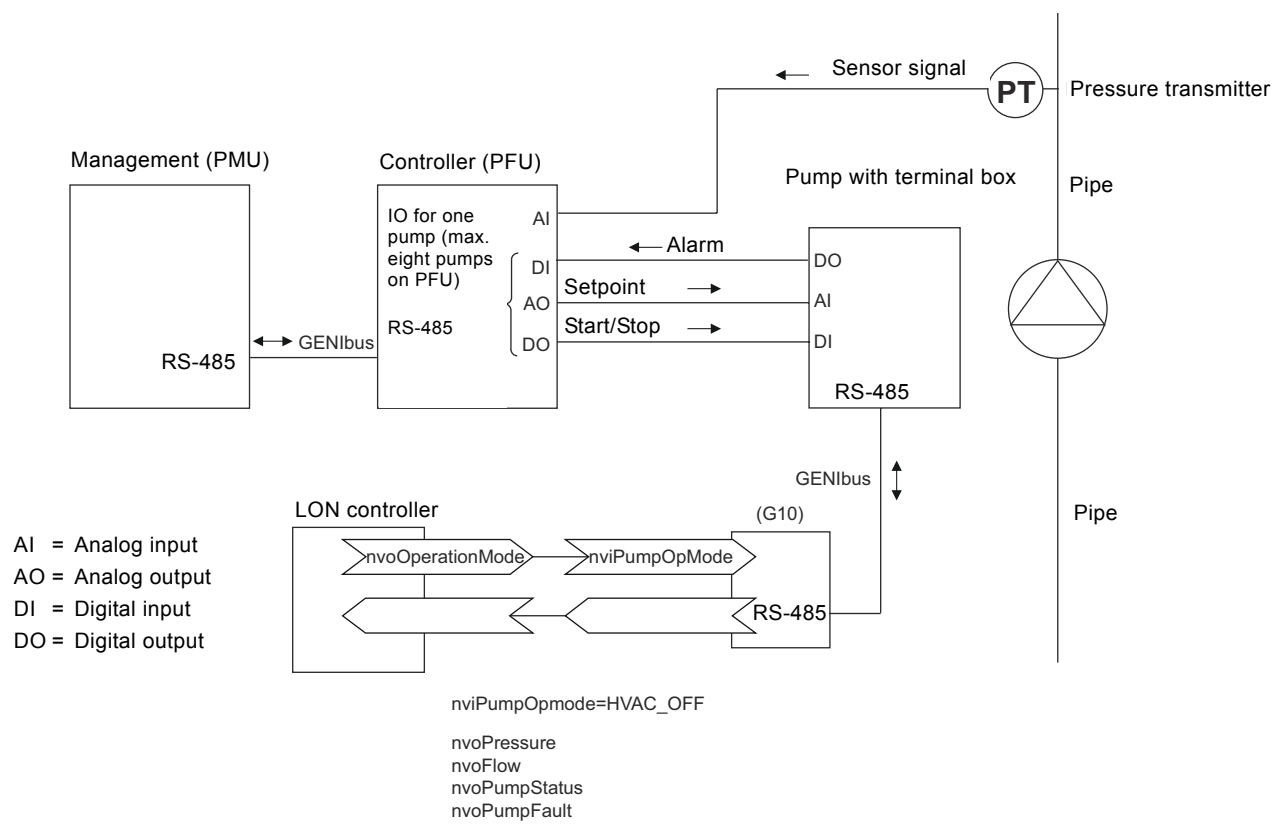 Sensor signal
PT
Pressure transmitter
Management (PMU)
Controller (PFU)
Pump with terminal box
Pipe
IO for one
pump (max.
eight pumps
on PFU)
RS-485
AI
DI
AO
DO
Alarm
Setpoint
Start/Stop
DO
AI
DI
RS-485
GENIbus
RS-485
GENIbus
LON controller
(G10)
Pipe
nvoOperationMode
nviPumpOpMode
RS-485
AI = Analog input
AO = Analog output
DI = Digital input
DO = Digital output
nviPumpOpmode=HVAC_OFF
nvoPressure
nvoFlow
nvoPumpStatus
nvoPumpFault